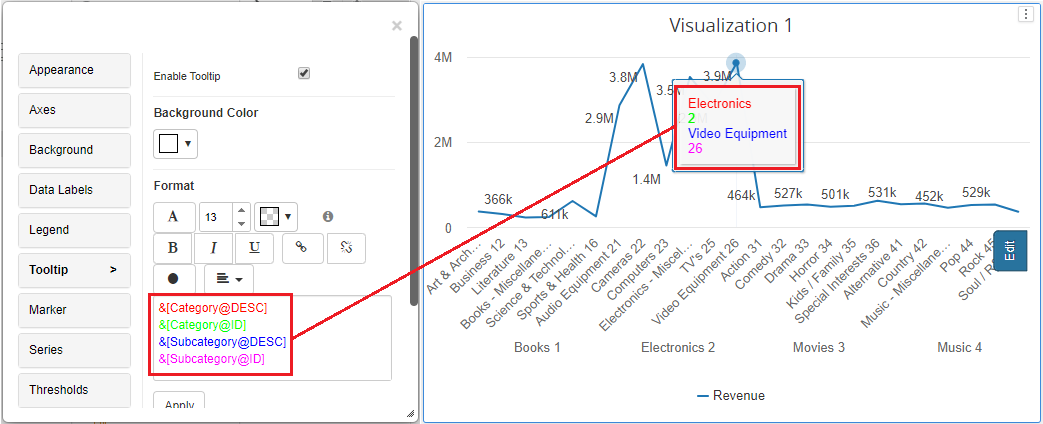 ×
Appearance
Axes
Background
Data Labels
Legend
Tooltip >
Marker
Series
Thresholds
Enable Tooltip
Background Color
Format
A 13
B I U
&[Category@DESC]
&[Category@ID]
&[Subcategory@DESC]
&[Subcategory@ID]
Apply
Visualization 1
4M
2M
0
366k
611k
2.9M
3.8M
1.4M
3.9M
464k
527k
501k
531k
452k
529k
Electronics
2
Video Equipment
26
Art & Arch...
Business 12
Literature 13
Books - Miscellane...
Science & Technol...
Sports & Health 16
Audio Equipment 21
Cameras 22
Computers 23
Electronics - Miscel...
TV's 25
Video Equipment 26
Action 31
Comedy 32
Drama 33
Horror 34
Kids / Family 35
Special Interests 36
Alternative 41
Country 42
Music - Miscellane...
Pop 44
Rock 45
Soul /
Books 1
Electronics 2
Movies 3
Music 4
Revenue
Edit